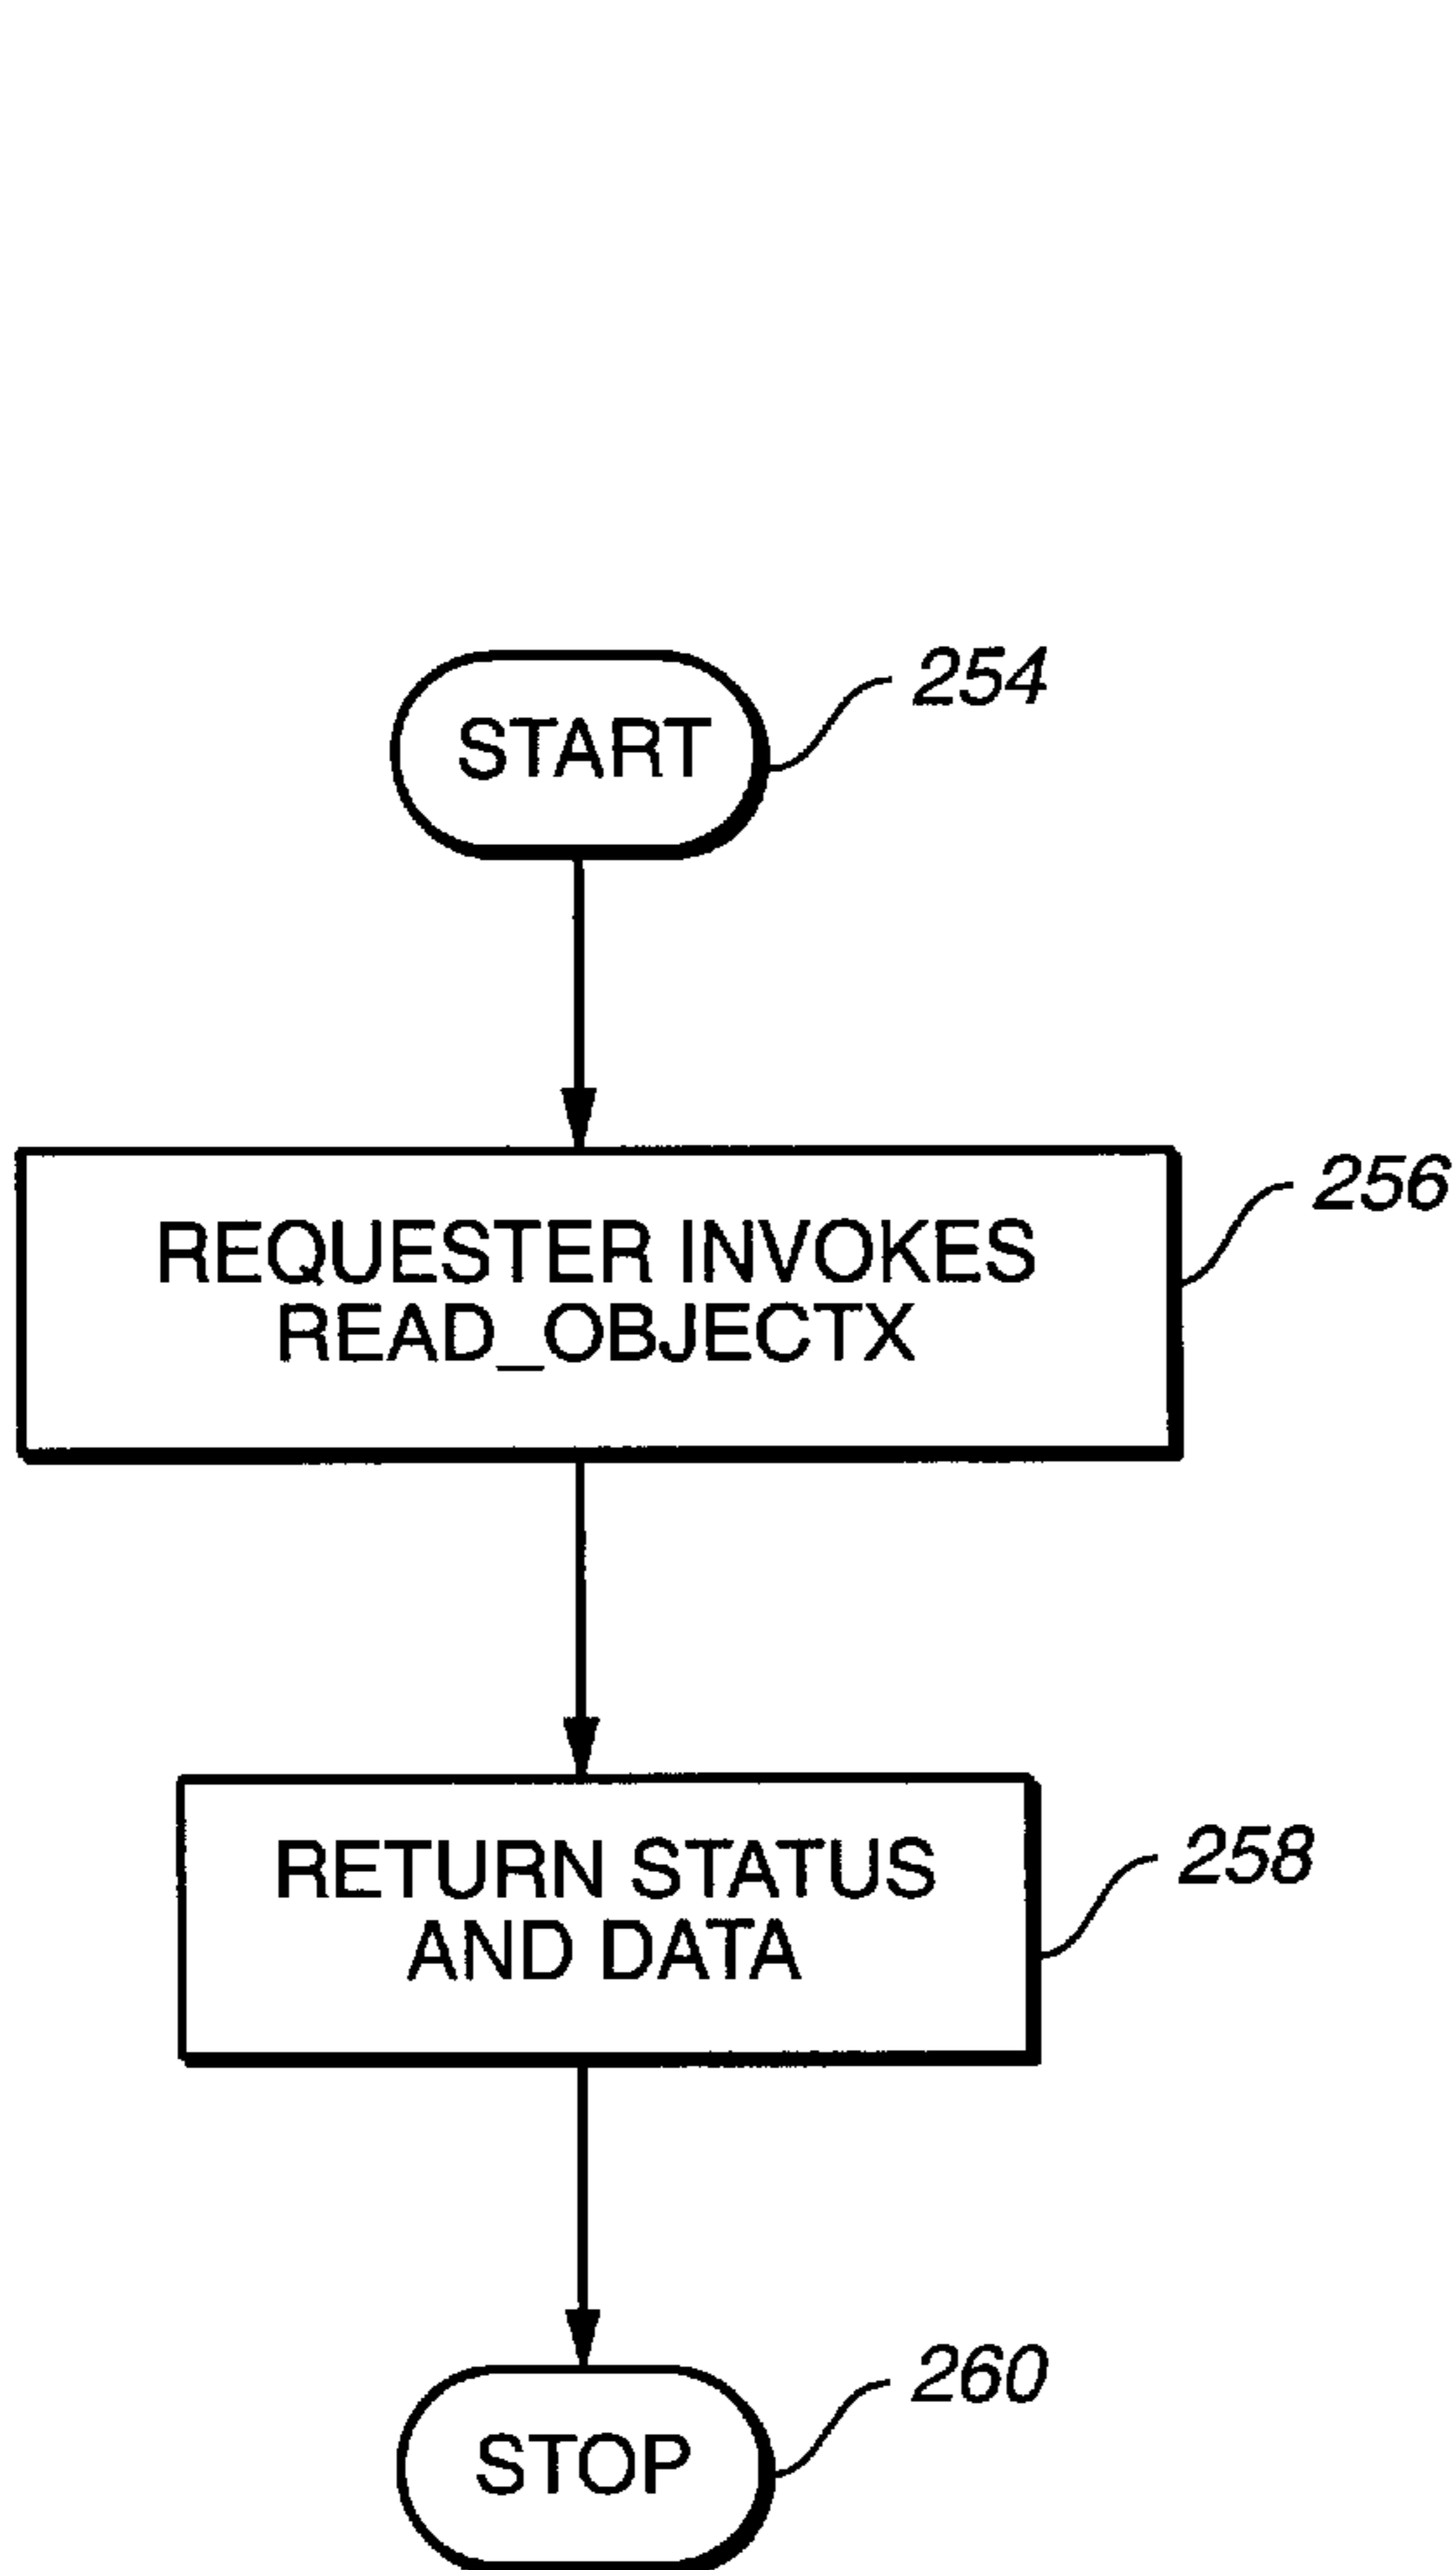 START
254
REQUESTER INVOKES
READ_OBJECTX
256
RETURN STATUS
AND DATA
258
STOP
260